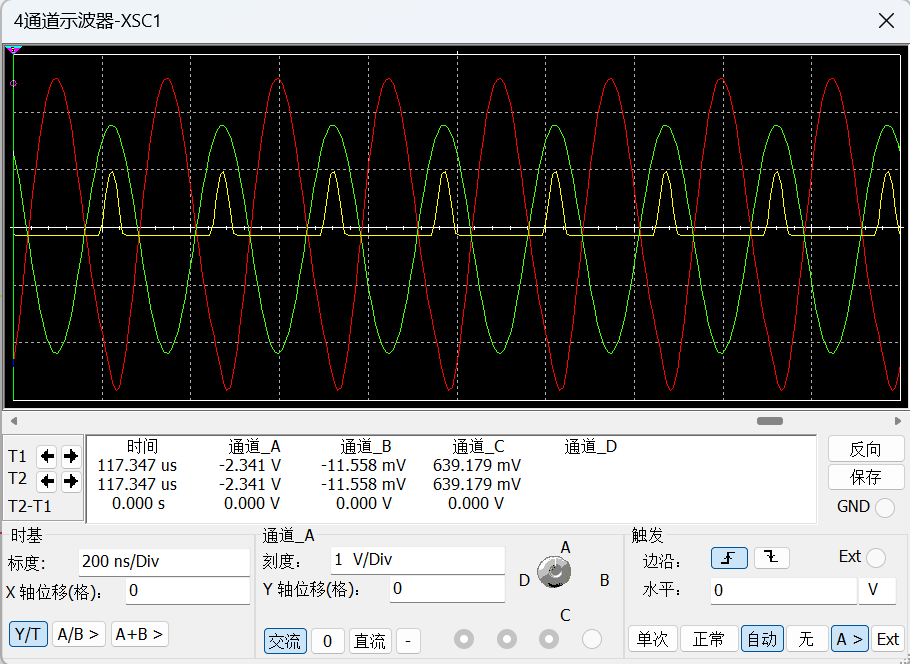 4通道示波器-XSC1
时间 通道_A 通道_B 通道_C 通道_D
T1 117.347 us -2.341 V -11.558 mV 639.179 mV
T2 117.347 us -2.341 V -11.558 mV 639.179 mV
T2-T1 0.000 s 0.000 V 0.000 V 0.000 V
反向
保存
GND
时基
标度: 200 ns/Div
X 轴位移(格): 0
Y/T A/B > A+B >
通道_A
刻度: 1 V/Div
Y 轴位移(格): 0
交流 0 直流 -
A
D B
C
触发
边沿: Ext
水平: 0 V
单次 正常 自动 无 A > Ext